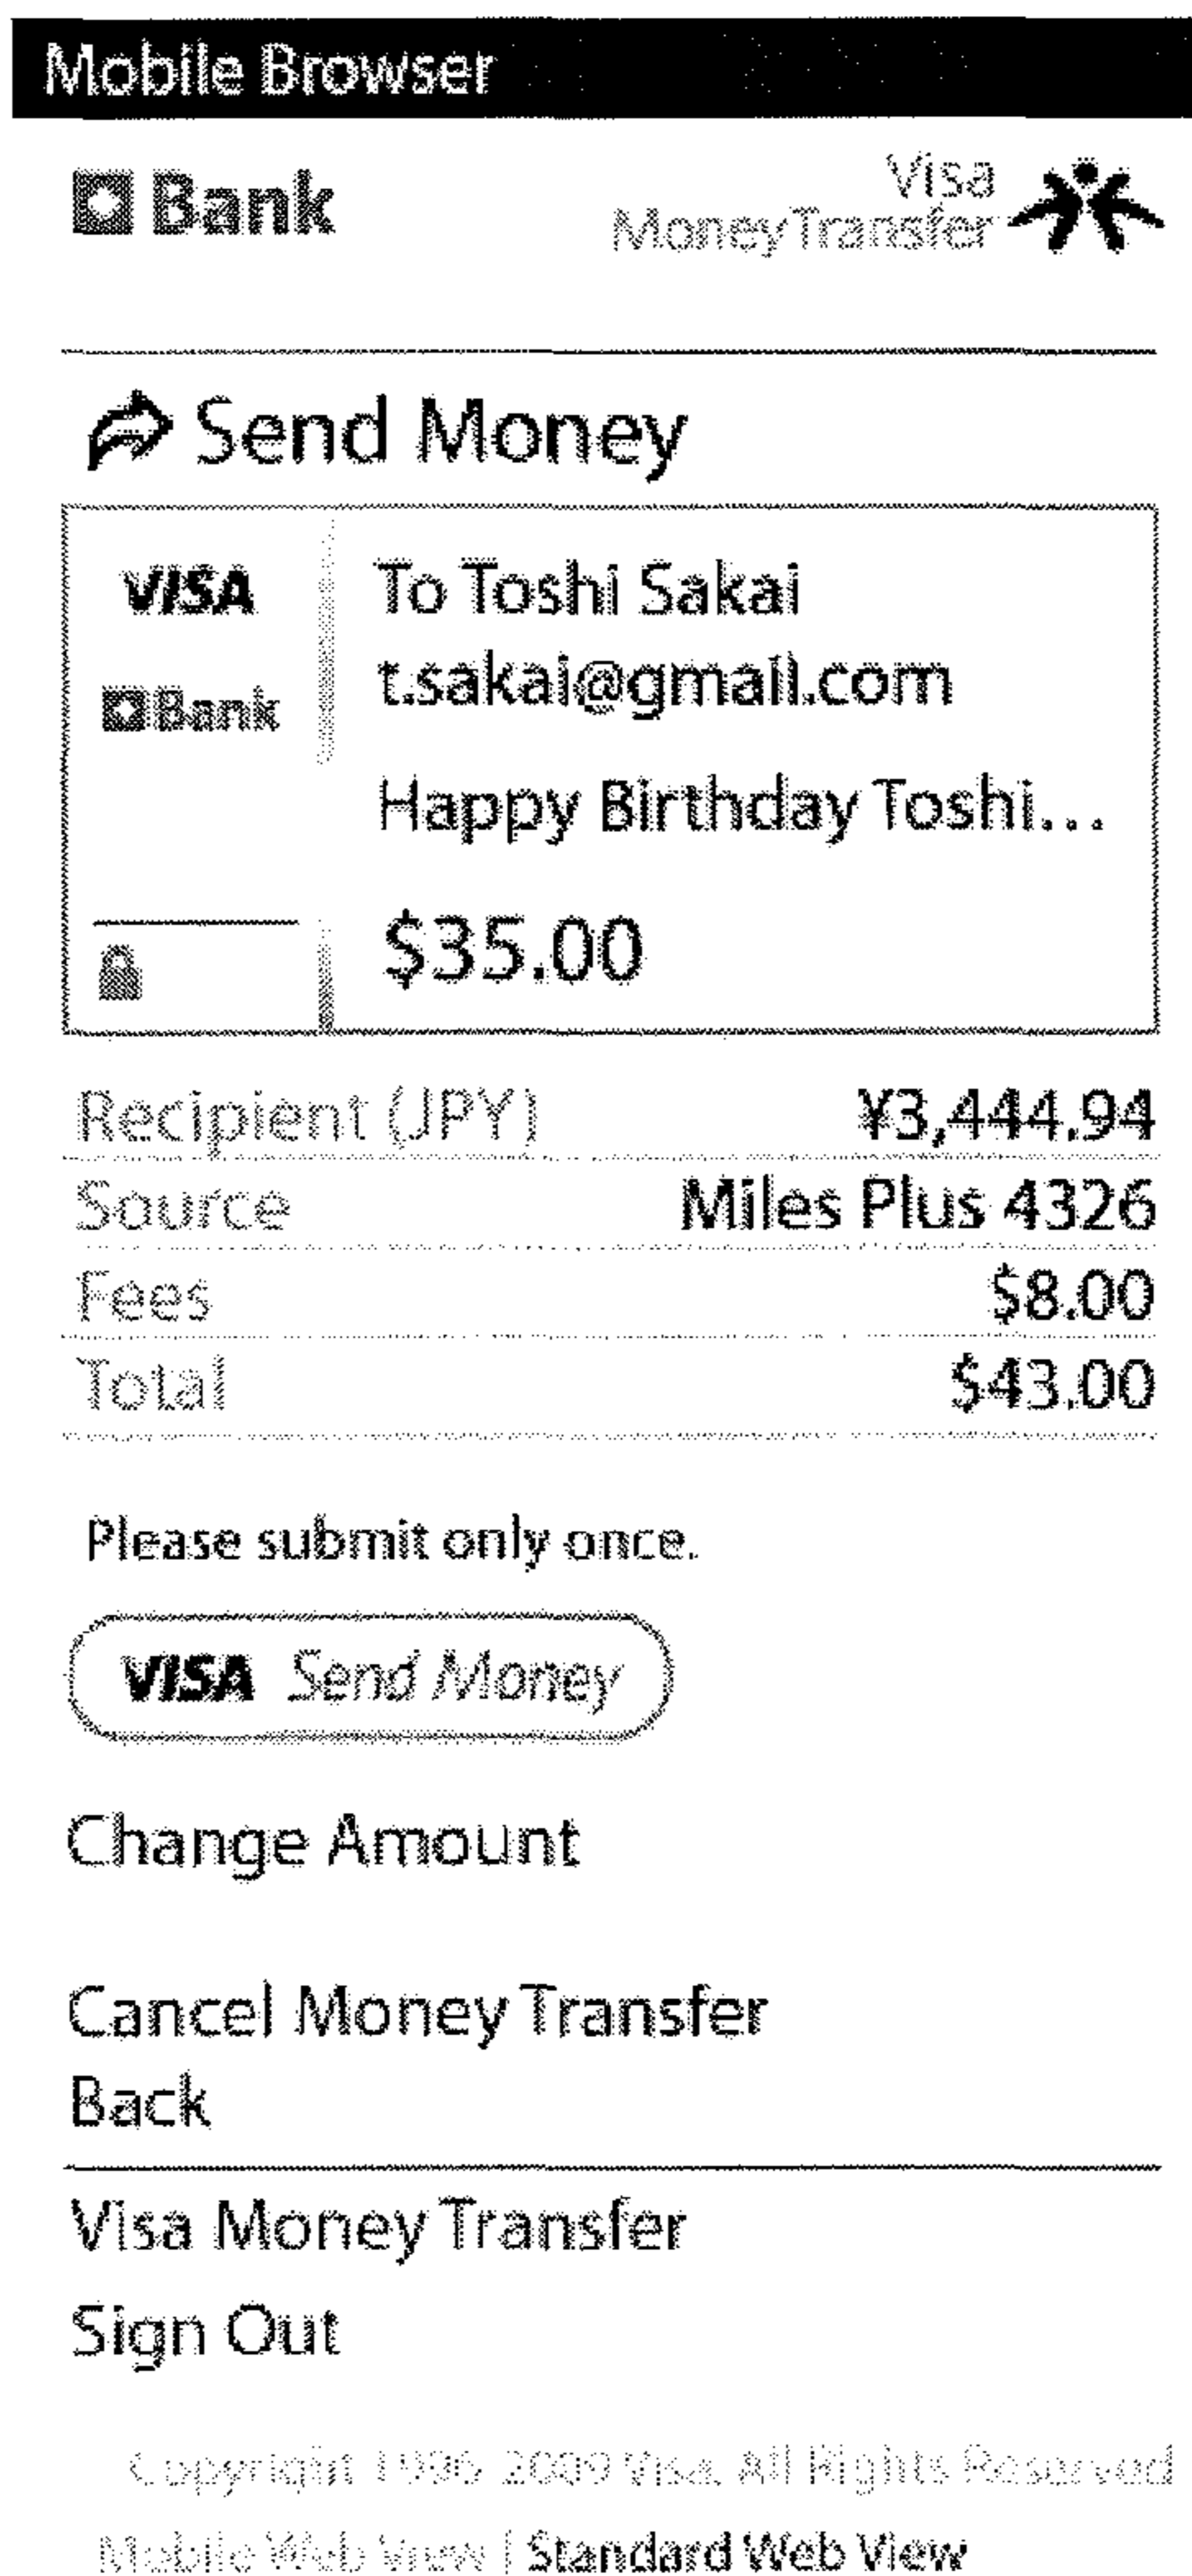 Mobile Browser
Bank
Visa
Money Transfer
Send Money
VISA
Bank
To Toshi Sakai
t.sakai@gmail.com
Happy Birthday Toshi...
$35.00
Recipient (JPY) ¥3,444.94
Source Miles Plus 4326
Fees $8.00
Total $43.00
Please submit only once.
VISA Send Money
Change Amount
Cancel Money Transfer
Back
Visa Money Transfer
Sign Out
Copyright 1996-2009 Visa. All Rights Reserved
Mobile Web View | Standard Web View